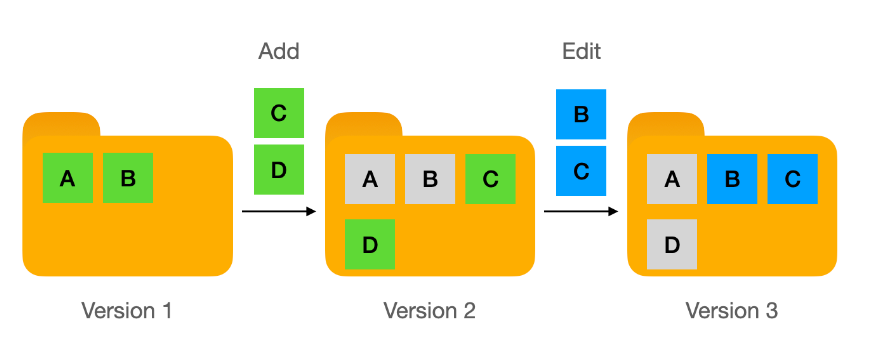 Add
Edit
C
D
B
C
A B
A B C
D
A B C
D
Version 1
Version 2
Version 3